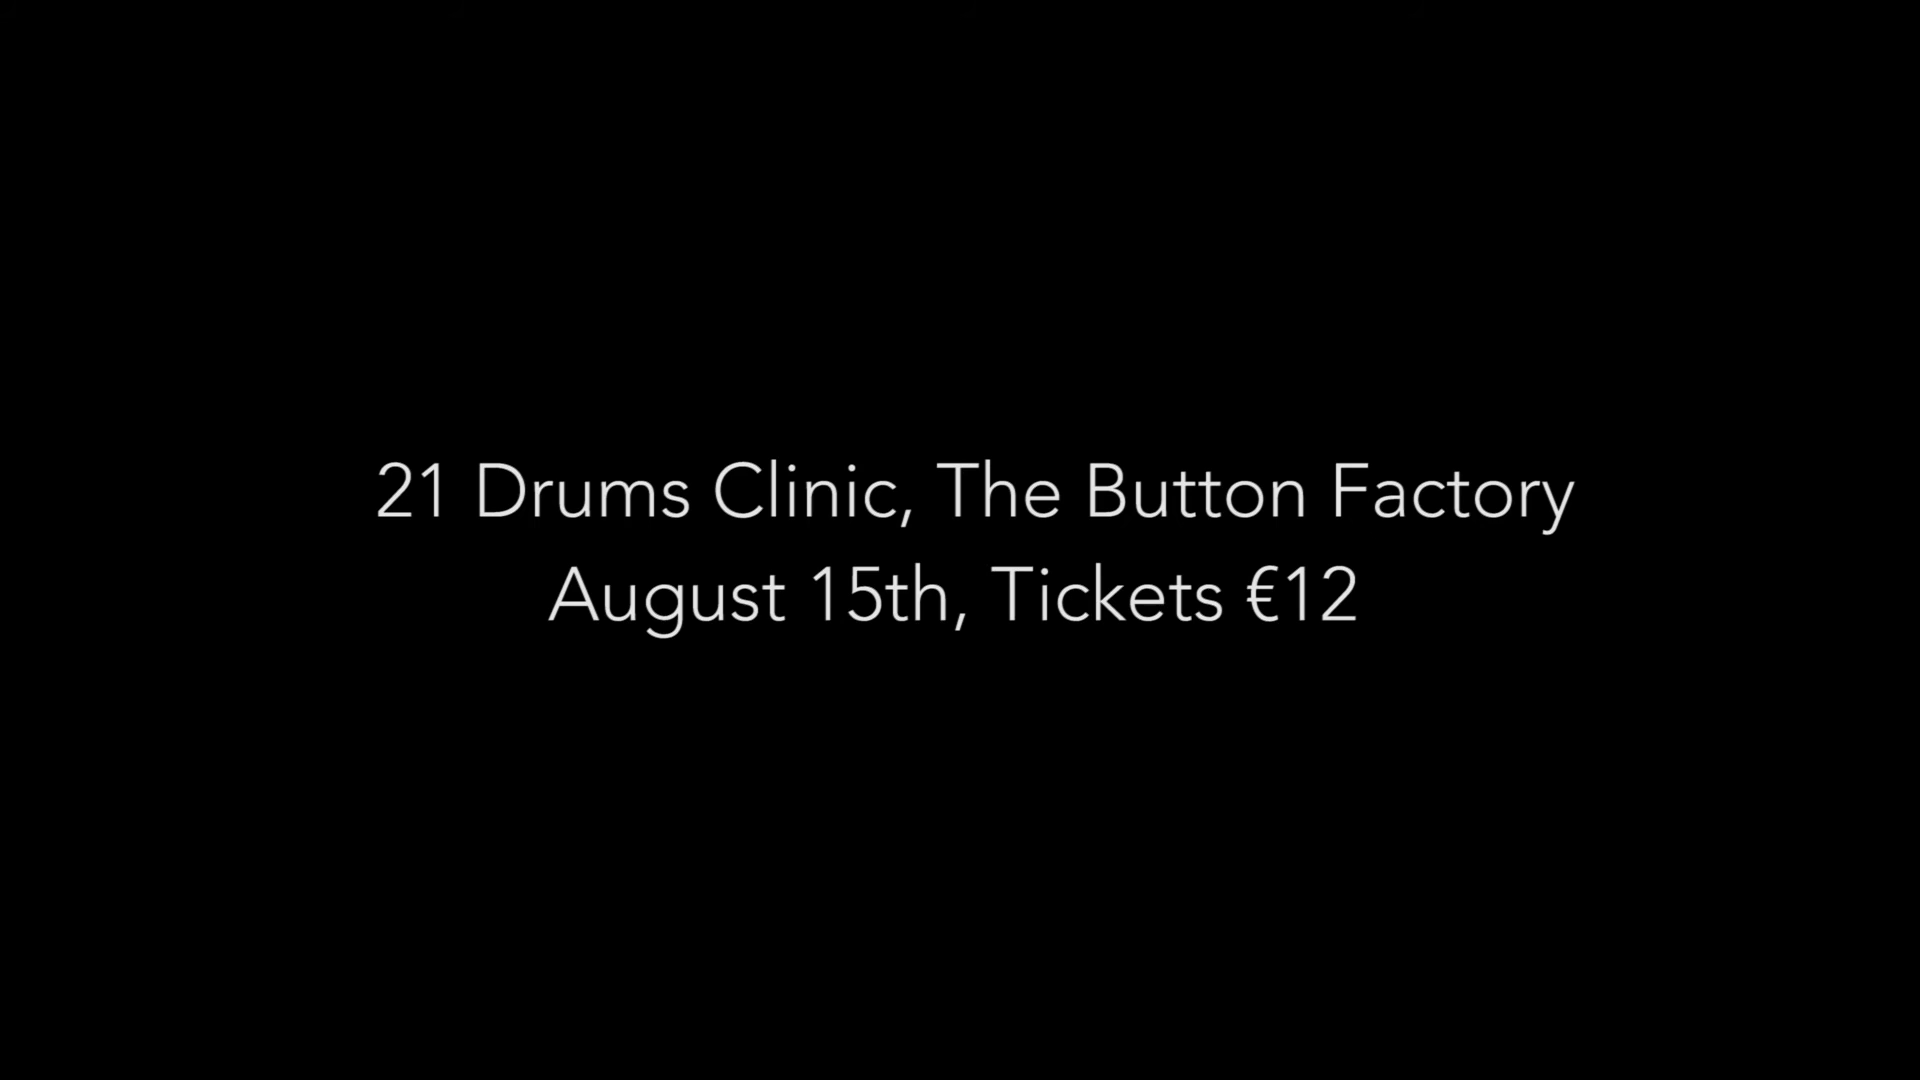 21 Drums Clinic, The Button Factory
August 15th, Tickets €12